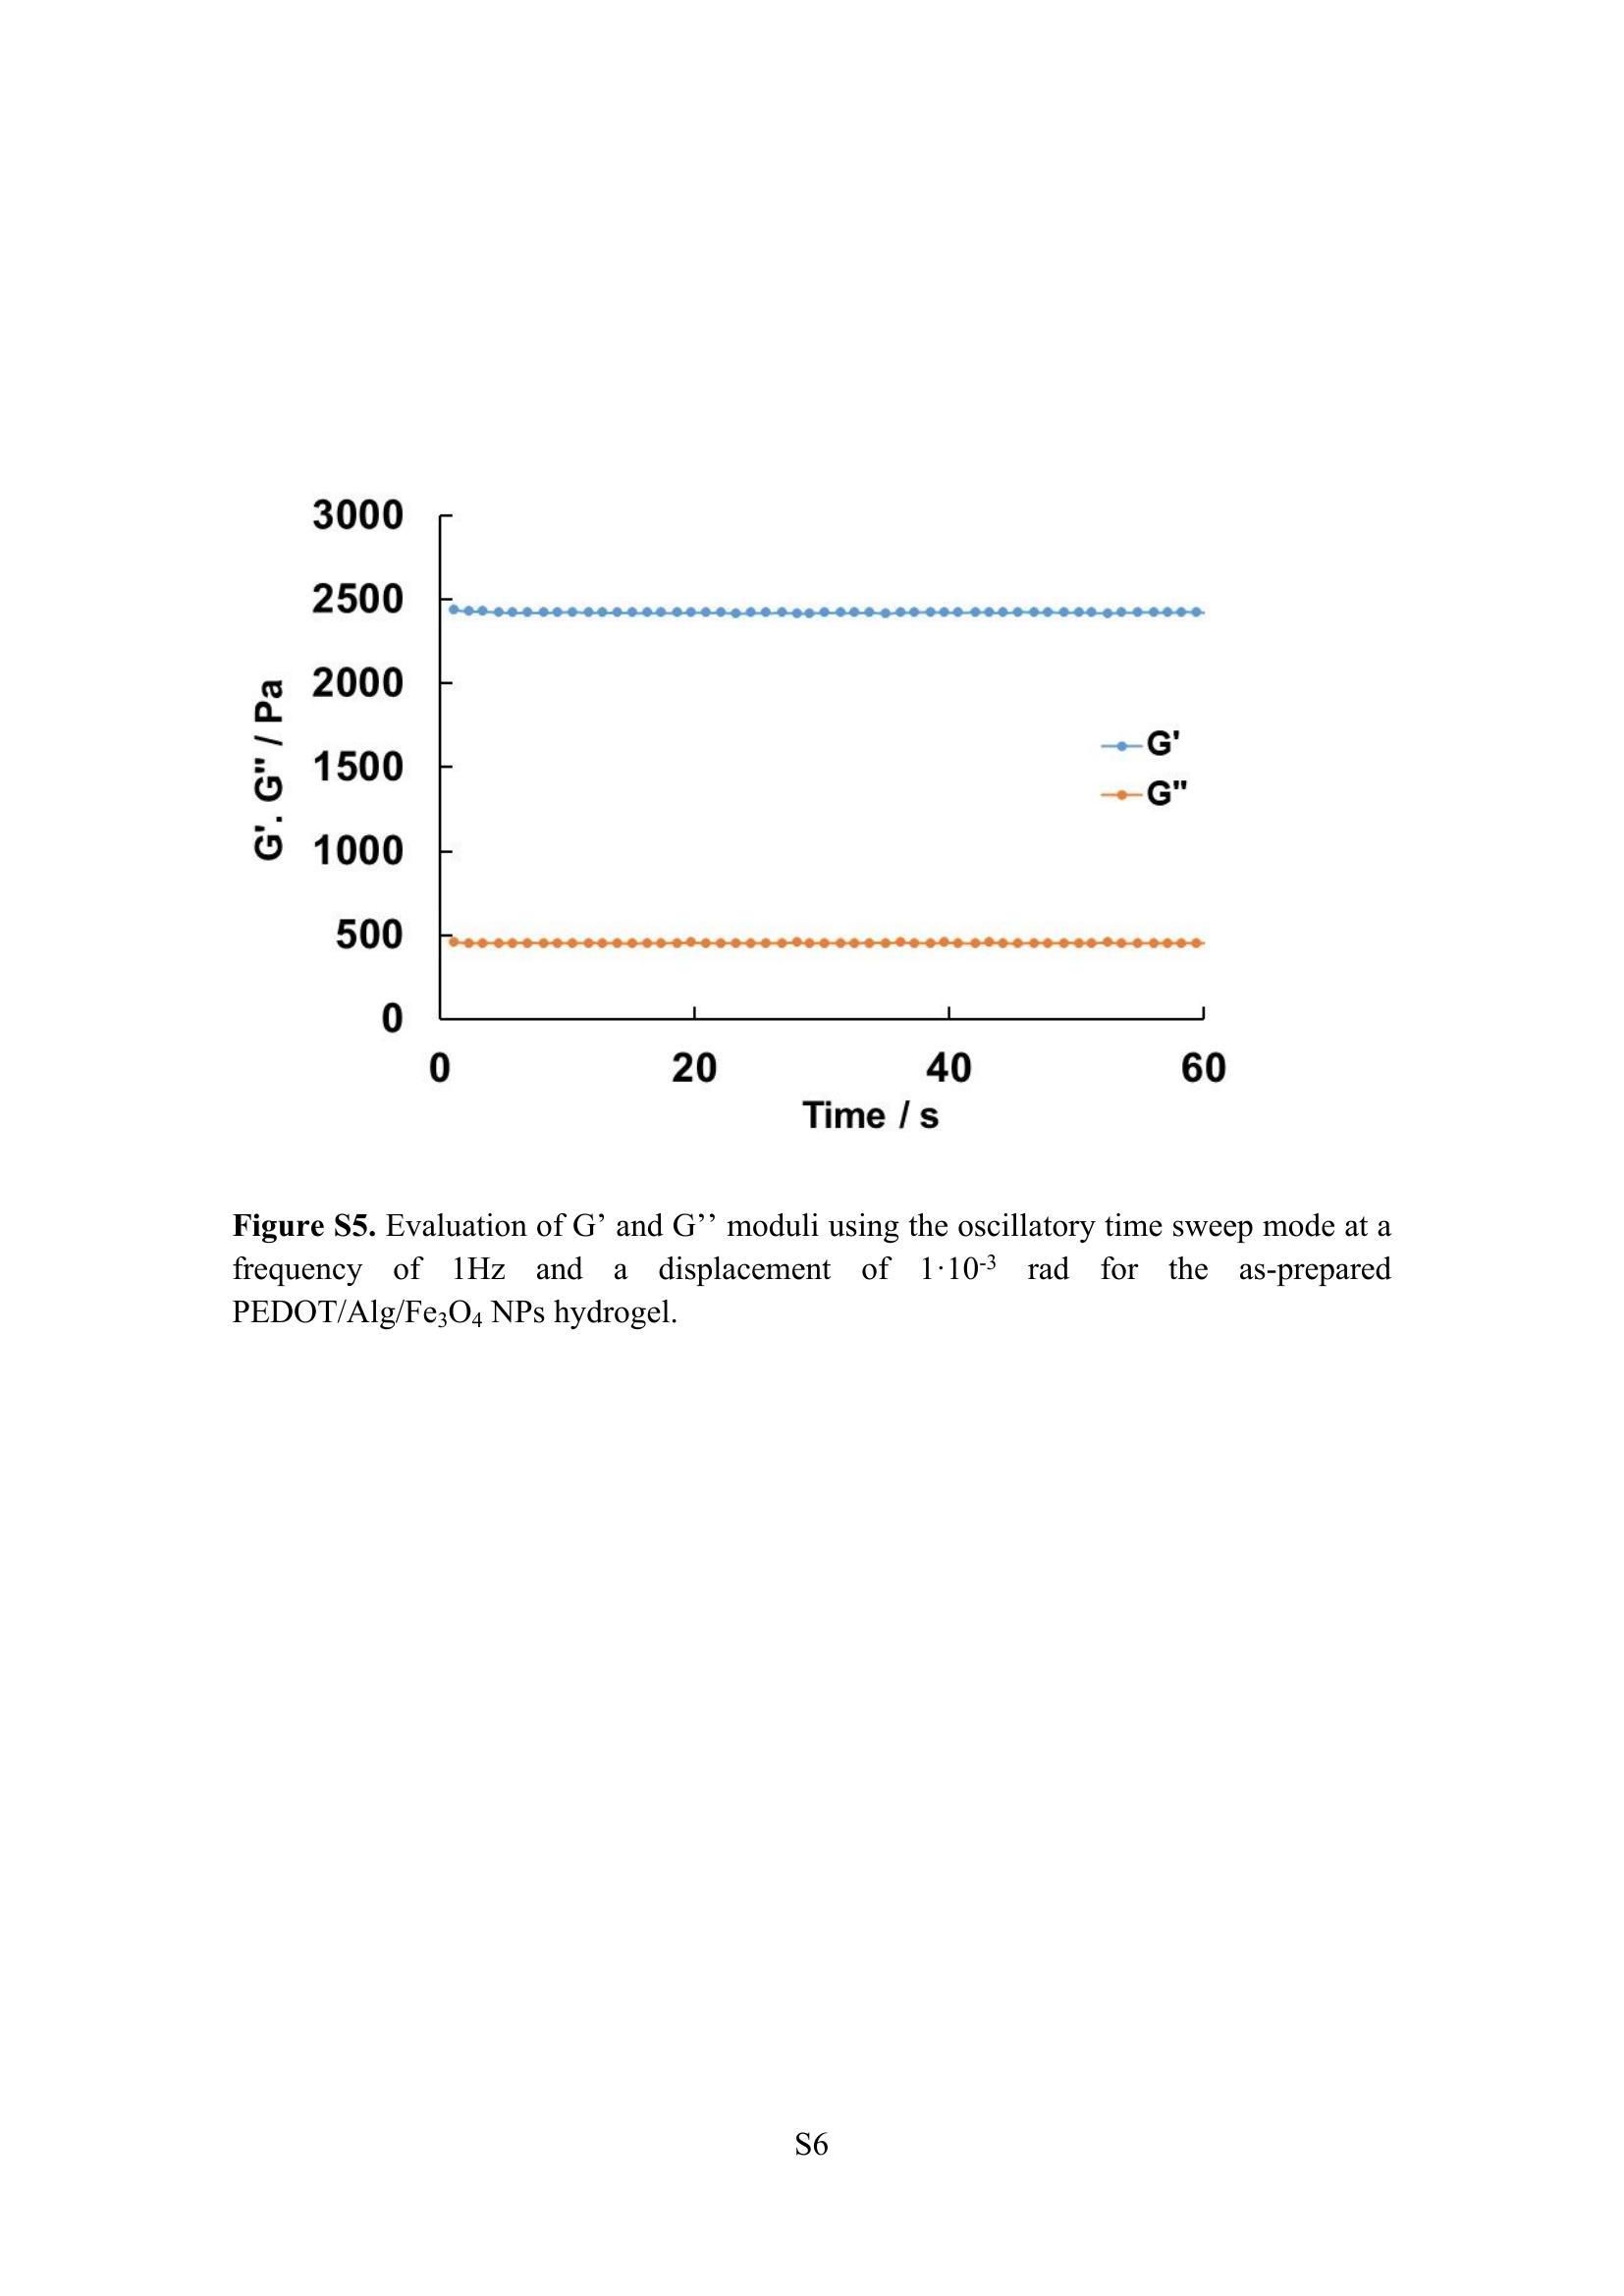 3000
2500
2000
1500
1000
500
0
G'. G" / Pa
G'
G"
0 20 40 60
Time / s
Figure S5. Evaluation of G’ and G’’ moduli using the oscillatory time sweep mode at a
frequency of 1Hz and a displacement of 1·10⁻³ rad for the as-prepared
PEDOT/Alg/Fe₃O₄ NPs hydrogel.
S6